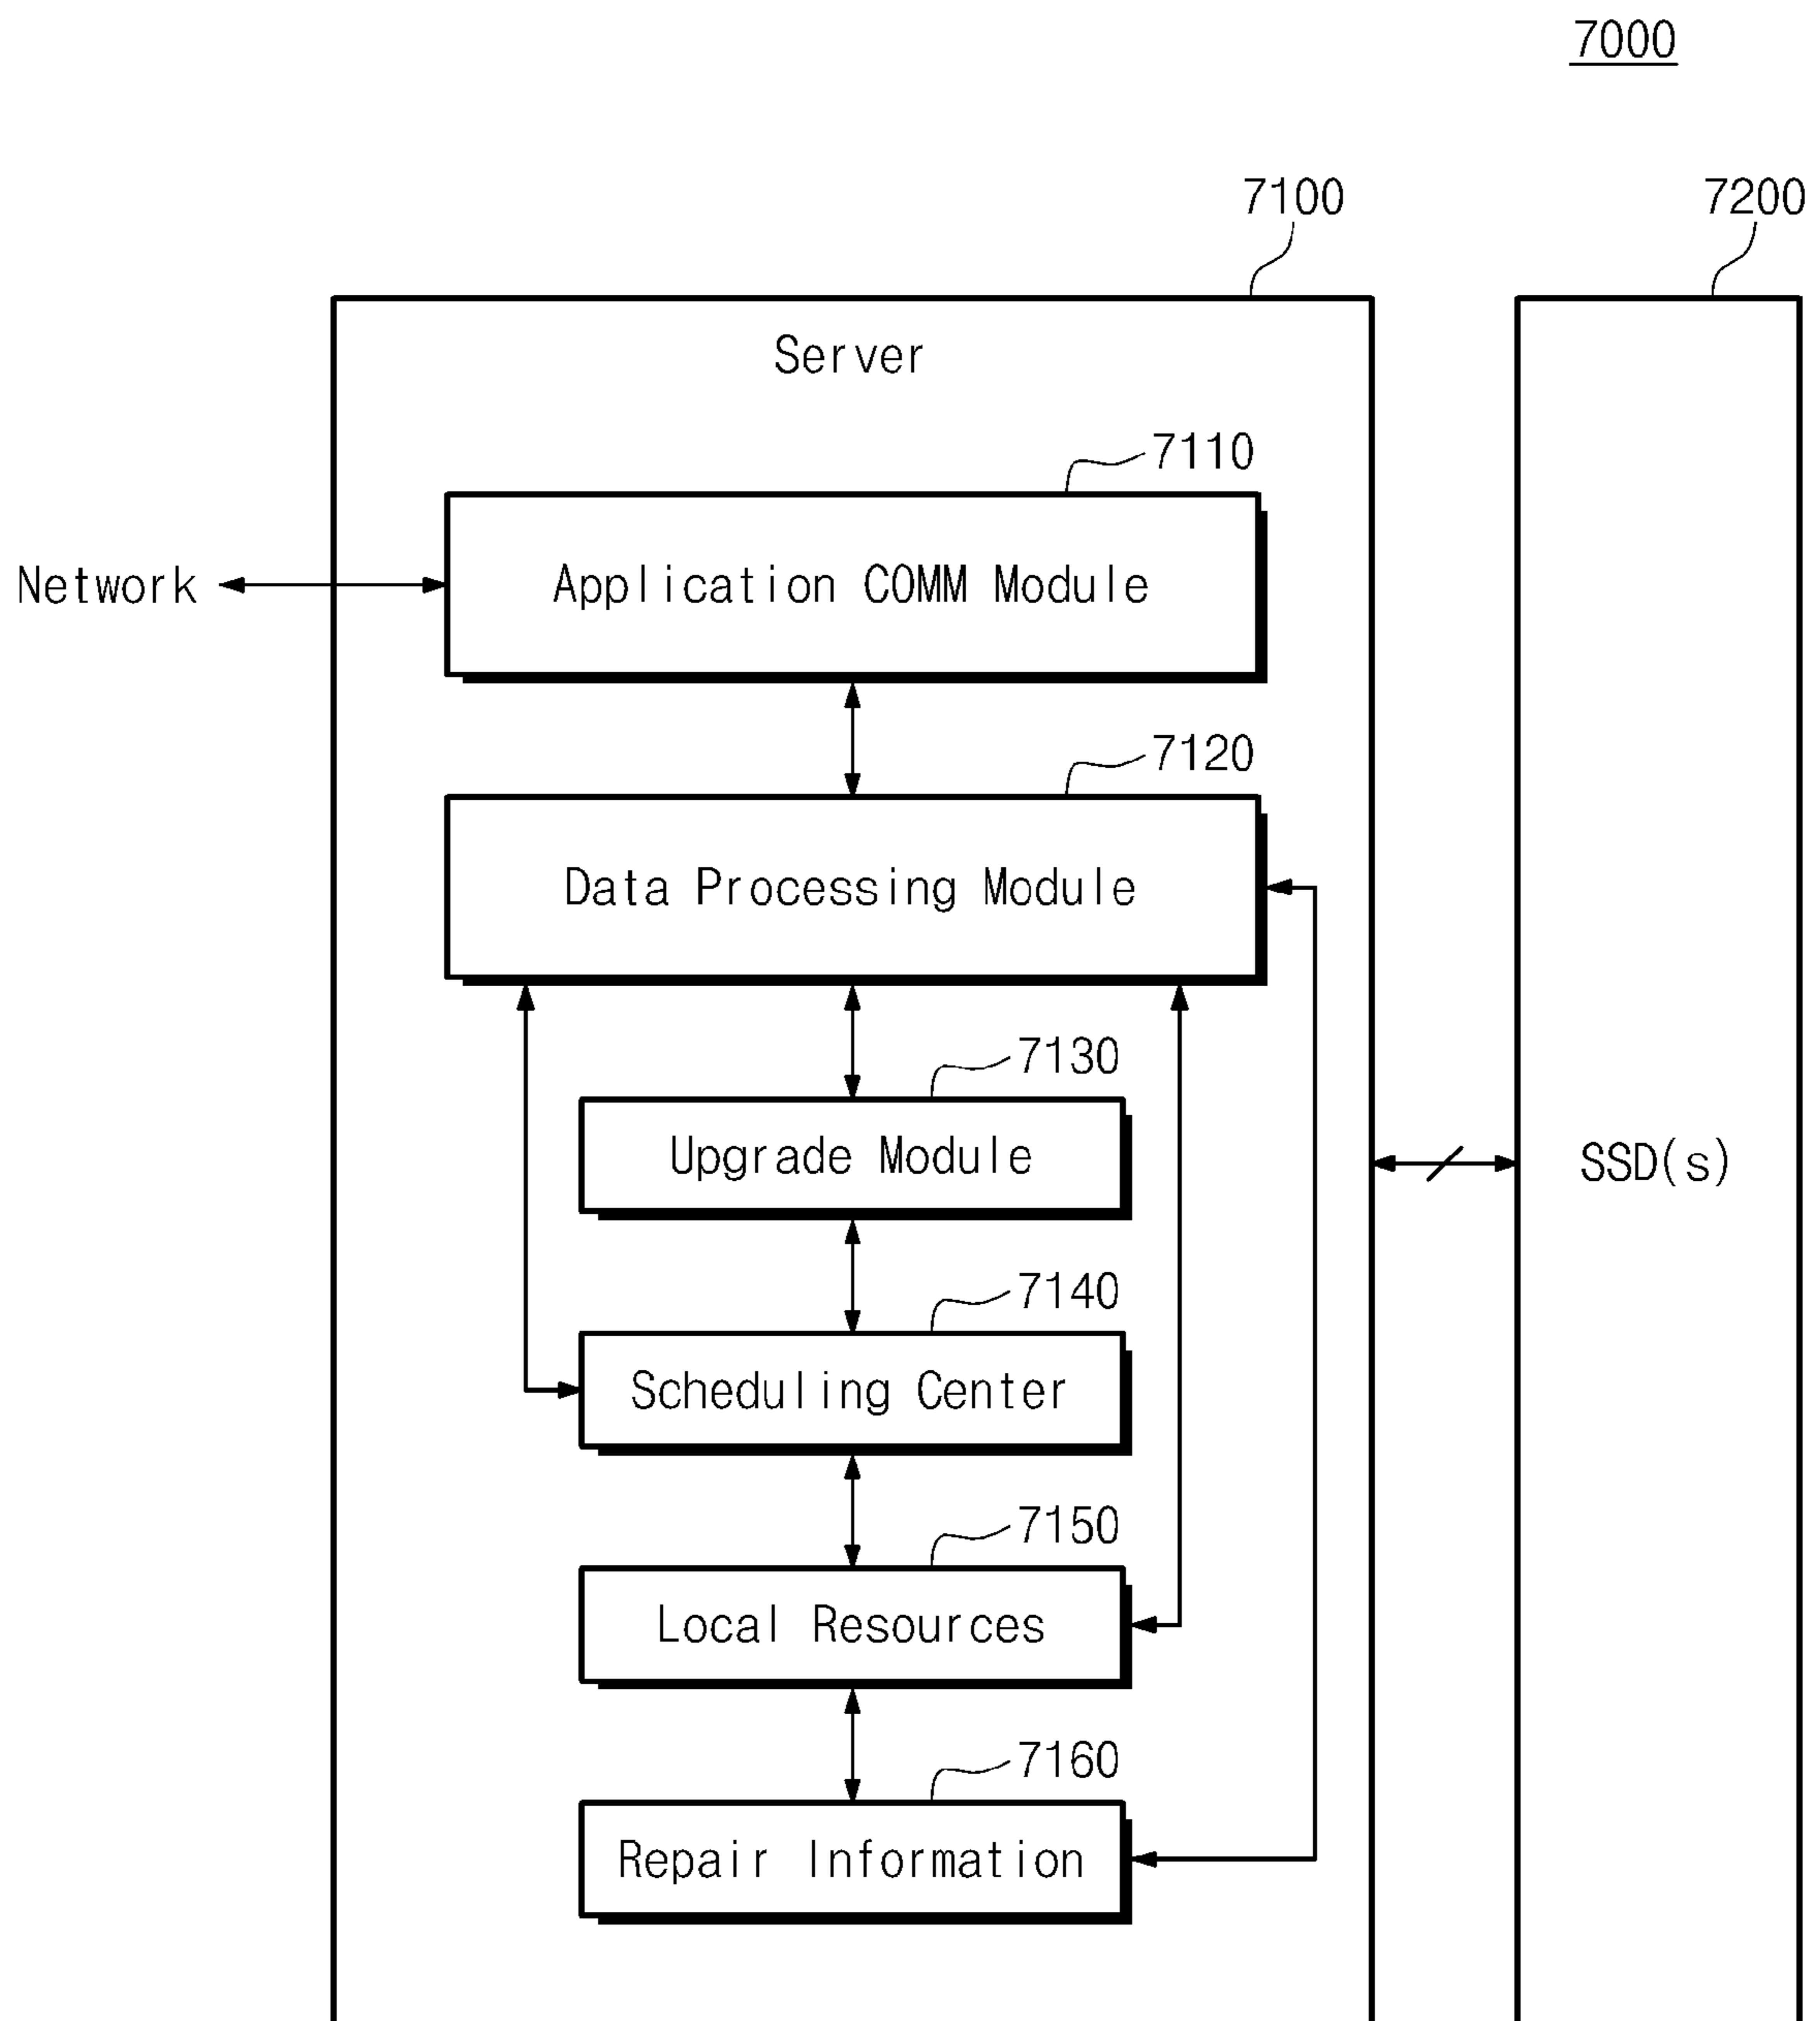 7000
7100
7200
Server
7110
Network
Application COMM Module
7120
Data Processing Module
7130
Upgrade Module
SSD(s)
7140
Scheduling Center
7150
Local Resources
7160
Repair Information